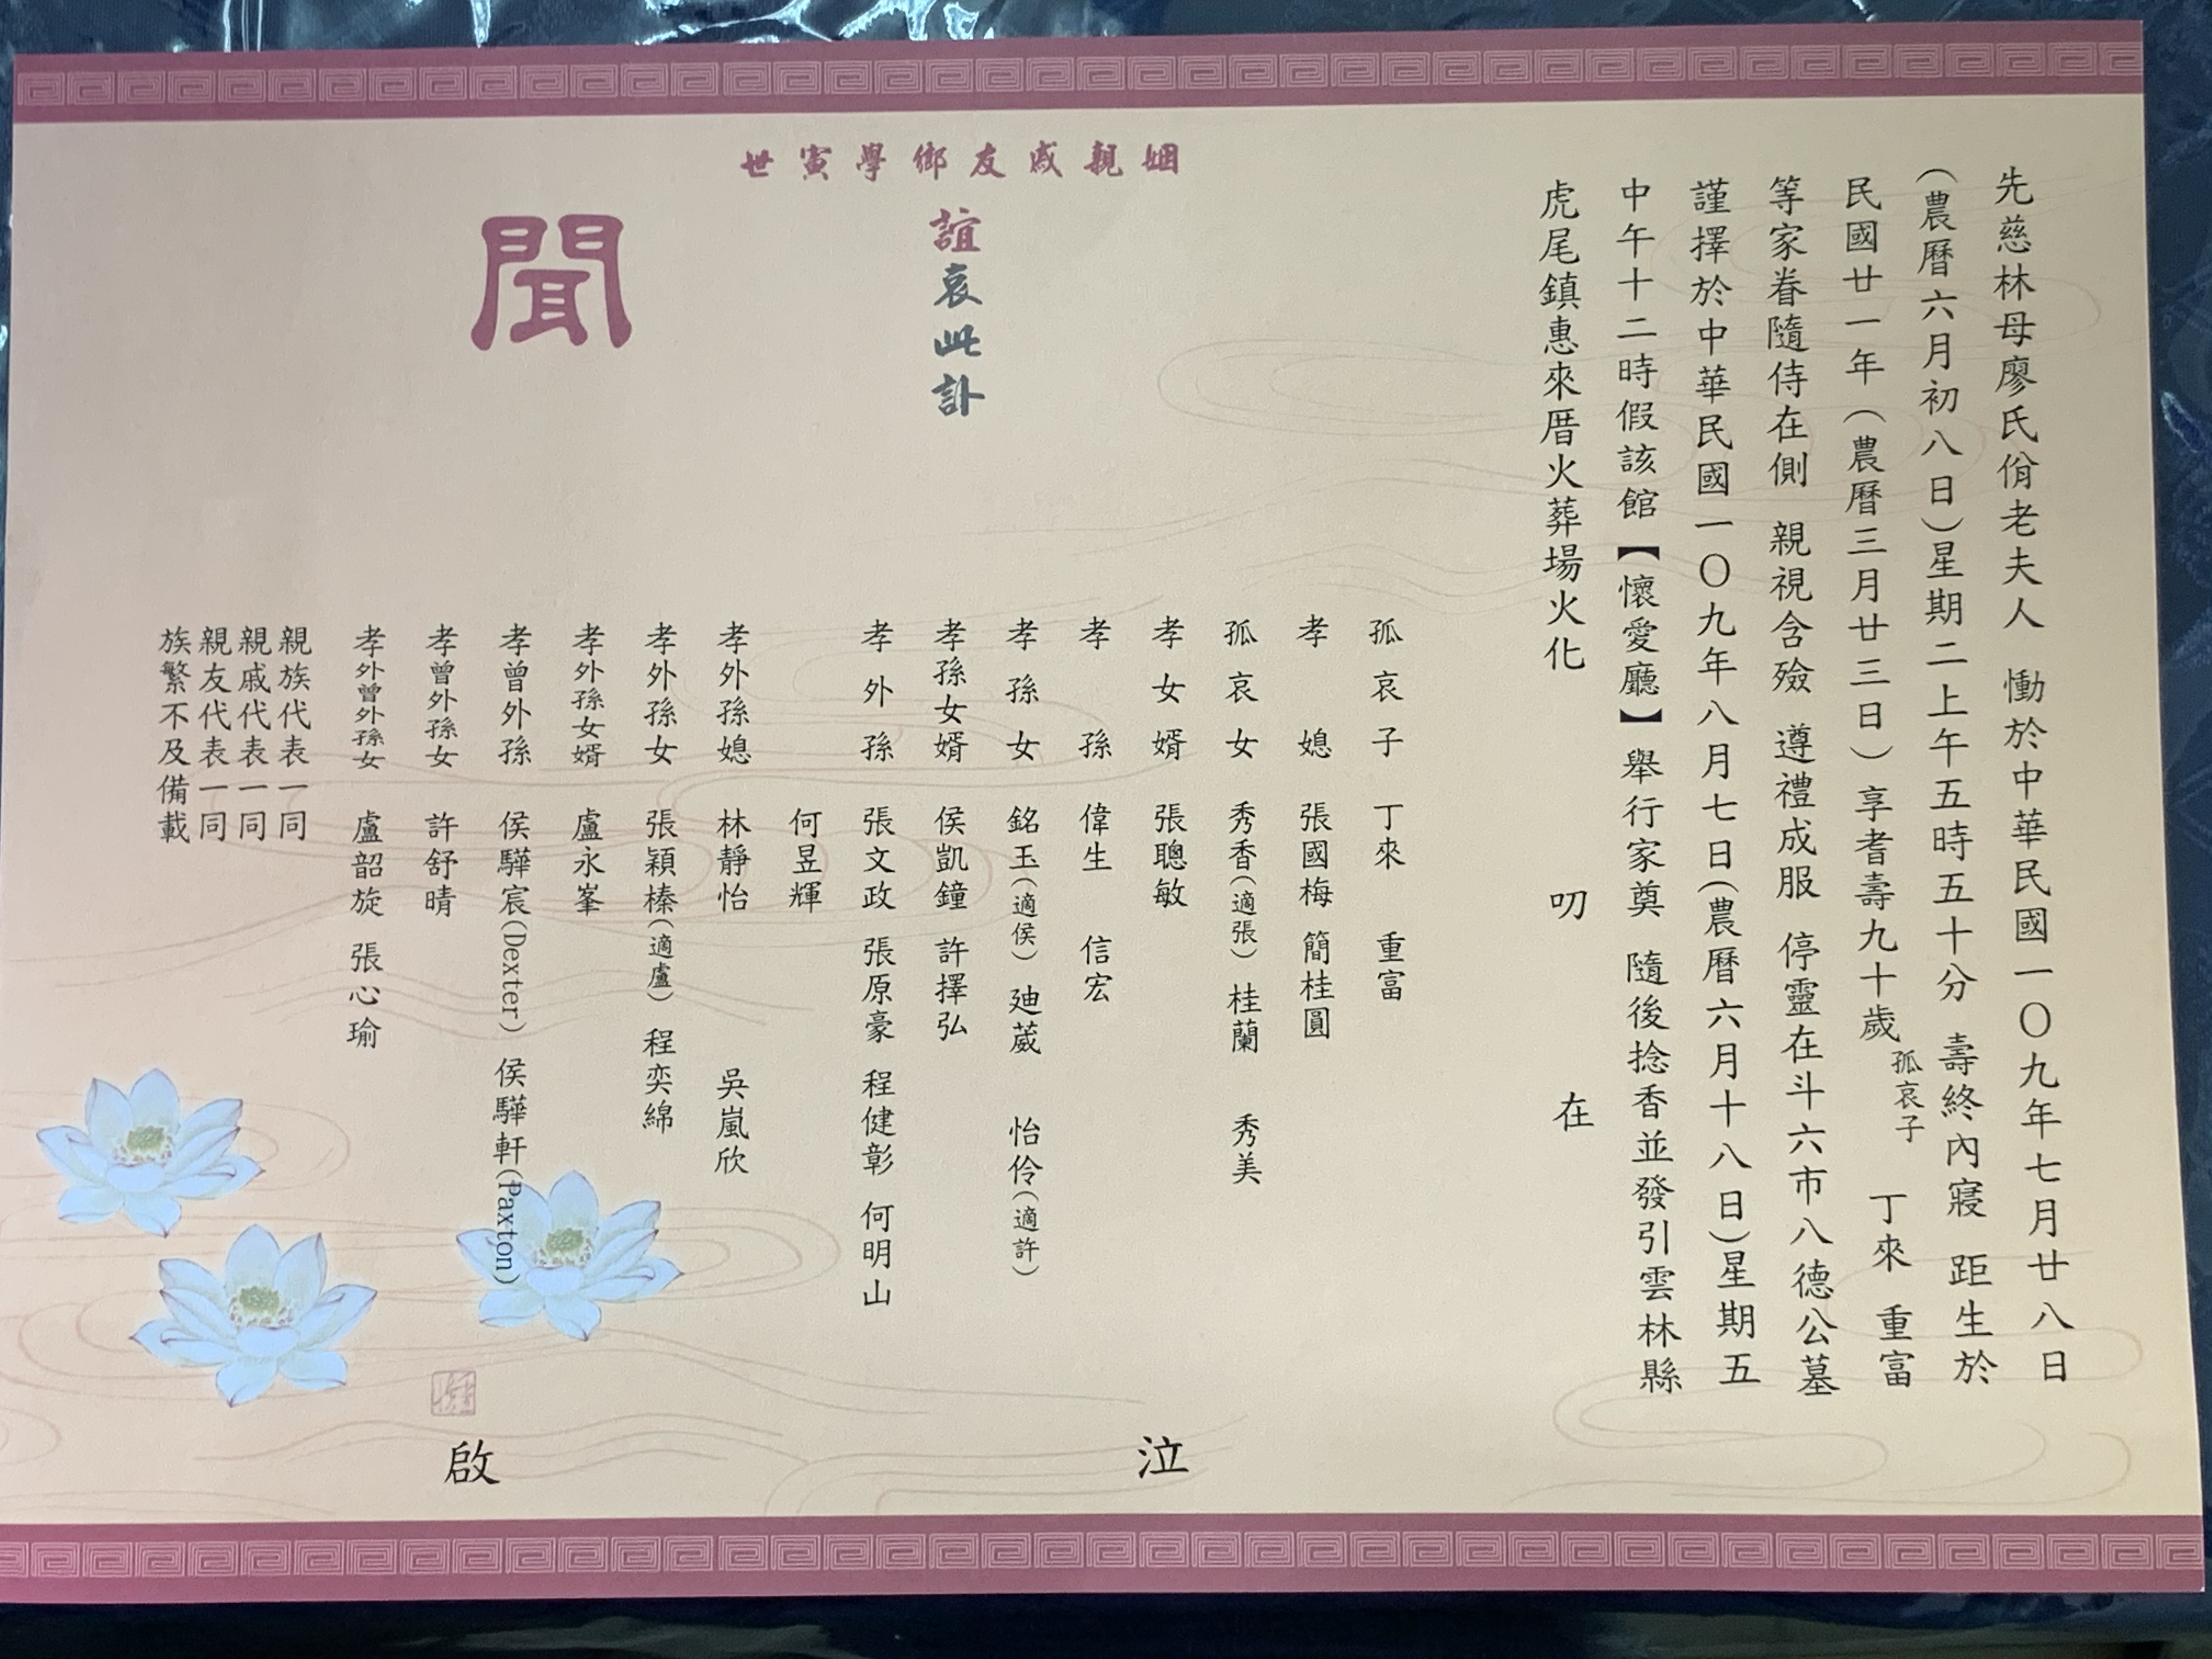 先慈林母廖氏佾老夫人　慟於中華民國一〇九年七月廿八日
（農曆六月初八日）星期二上午五時五十分　壽終內寢　距生於
民國廿一年（農曆三月廿三日）享耆壽九十歲　孤哀子　丁來　重富
等家眷隨侍在側　親視含殮　遵禮成服　停靈在斗六市八德公墓
謹擇於中華民國一〇九年八月七日（農曆六月十八日）星期五
中午十二時假該館【懷愛廳】舉行家奠　隨後捻香並發引雲林縣
虎尾鎮惠來厝火葬場火化
叨　在
姻親戚友鄉學寅世
誼哀此訃
聞
孤哀子　丁來　重富
孝媳　張國梅　簡桂圓
孤哀女　秀香（適張）　桂蘭　秀美
孝女婿　張聰敏
孝孫　偉生　信宏
孝孫女　銘玉（適侯）　廸葳　怡伶（適許）
孝孫女婿　侯凱鐘　許擇弘
孝外孫　張文政　張原豪　程健彰　何明山
何昱輝
孝外孫媳　林靜怡　吳嵐欣
孝外孫女　張穎榛（適盧）　程奕綿
孝外孫女婿　盧永峯
孝曾外孫　侯驊宸（Dexter）　侯驊軒（Paxton）
孝曾外孫女　許舒晴
孝外曾外孫女　盧韶旋　張心瑜
親族代表一同
親戚代表一同
親友代表一同
族繁不及備載
泣
啟